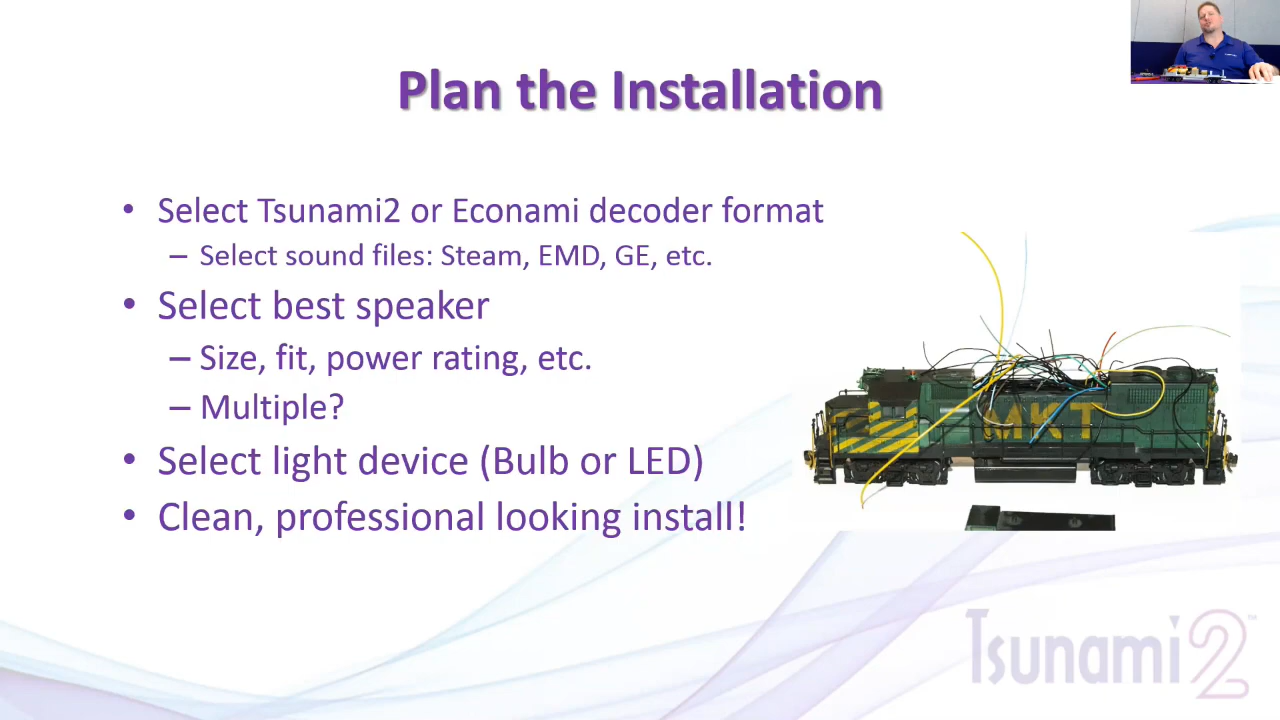 Plan the Installation
• Select Tsunami2 or Econami decoder format
– Select sound files: Steam, EMD, GE, etc.
• Select best speaker
– Size, fit, power rating, etc.
– Multiple?
• Select light device (Bulb or LED)
• Clean, professional looking install!
MKT
Tsunami2™